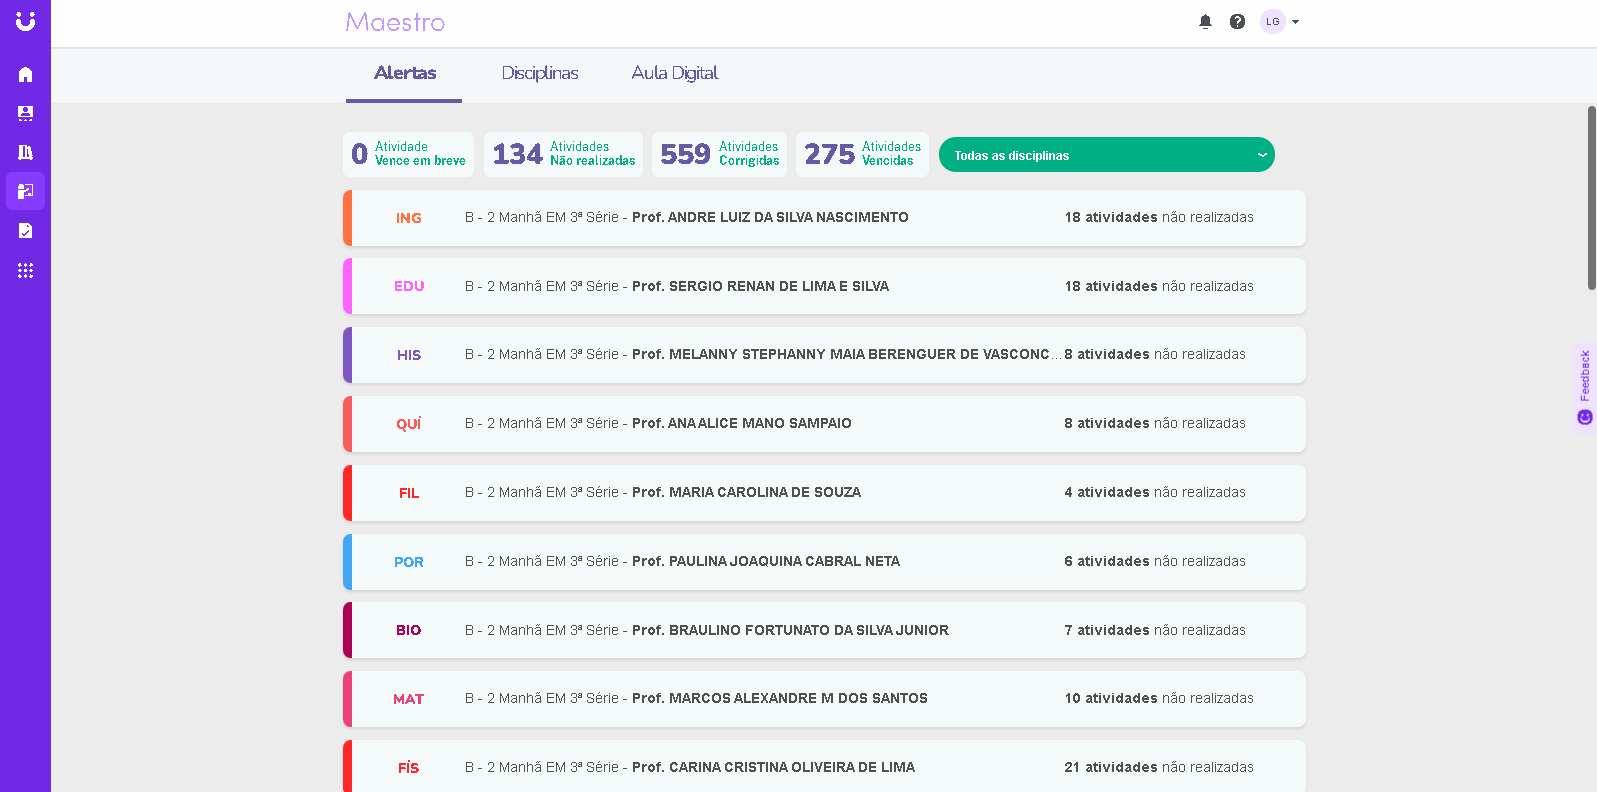 Maestro
LG
Alertas
Disciplinas
Aula Digital
0 Atividade Vence em breve
134 Atividades Não realizadas
559 Atividades Corrigidas
275 Atividades Vencidas
Todas as disciplinas
ING B - 2 Manhã EM 3ª Série - Prof. ANDRE LUIZ DA SILVA NASCIMENTO 18 atividades não realizadas
EDU B - 2 Manhã EM 3ª Série - Prof. SERGIO RENAN DE LIMA E SILVA 18 atividades não realizadas
HIS B - 2 Manhã EM 3ª Série - Prof. MELANNY STEPHANNY MAIA BERENGUER DE VASCONC... 8 atividades não realizadas
QUÍ B - 2 Manhã EM 3ª Série - Prof. ANA ALICE MANO SAMPAIO 8 atividades não realizadas
FIL B - 2 Manhã EM 3ª Série - Prof. MARIA CAROLINA DE SOUZA 4 atividades não realizadas
POR B - 2 Manhã EM 3ª Série - Prof. PAULINA JOAQUINA CABRAL NETA 6 atividades não realizadas
BIO B - 2 Manhã EM 3ª Série - Prof. BRAULINO FORTUNATO DA SILVA JUNIOR 7 atividades não realizadas
MAT B - 2 Manhã EM 3ª Série - Prof. MARCOS ALEXANDRE M DOS SANTOS 10 atividades não realizadas
FÍS B - 2 Manhã EM 3ª Série - Prof. CARINA CRISTINA OLIVEIRA DE LIMA 21 atividades não realizadas
Feedback